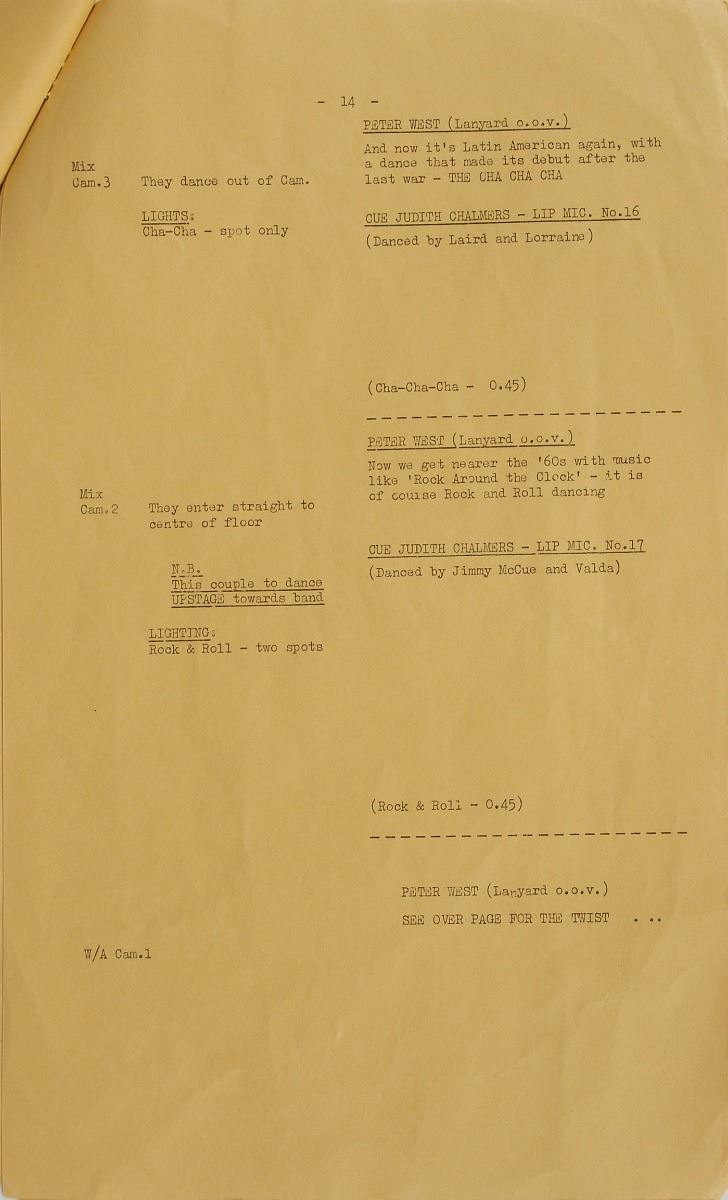 - 14 -
PETER WEST (Lanyard o.o.v.)
And now it's Latin American again, with
a dance that made its debut after the
last war - THE CHA CHA CHA
Mix
Cam.3 They dance out of Cam.
LIGHTS:
Cha-Cha - spot only
CUE JUDITH CHALMERS - LIP MIC. No.16
(Danced by Laird and Lorraine)
(Cha-Cha-Cha - 0.45)
PETER WEST (Lanyard o.o.v.)
Now we get nearer the '60s with music
like 'Rock Around the Clock' - it is
of couise Rock and Roll dancing
Mix
Cam.2 They enter straight to
centre of floor
CUE JUDITH CHALMERS - LIP MIC. No.17
(Danced by Jimmy McCue and Valda)
N.B.
This couple to dance
UPSTAGE towards band
LIGHTING:
Rock & Roll - two spots
(Rock & Roll - 0.45)
PETER WEST (Lanyard o.o.v.)
SEE OVER PAGE FOR THE TWIST . ..
W/A Cam.1